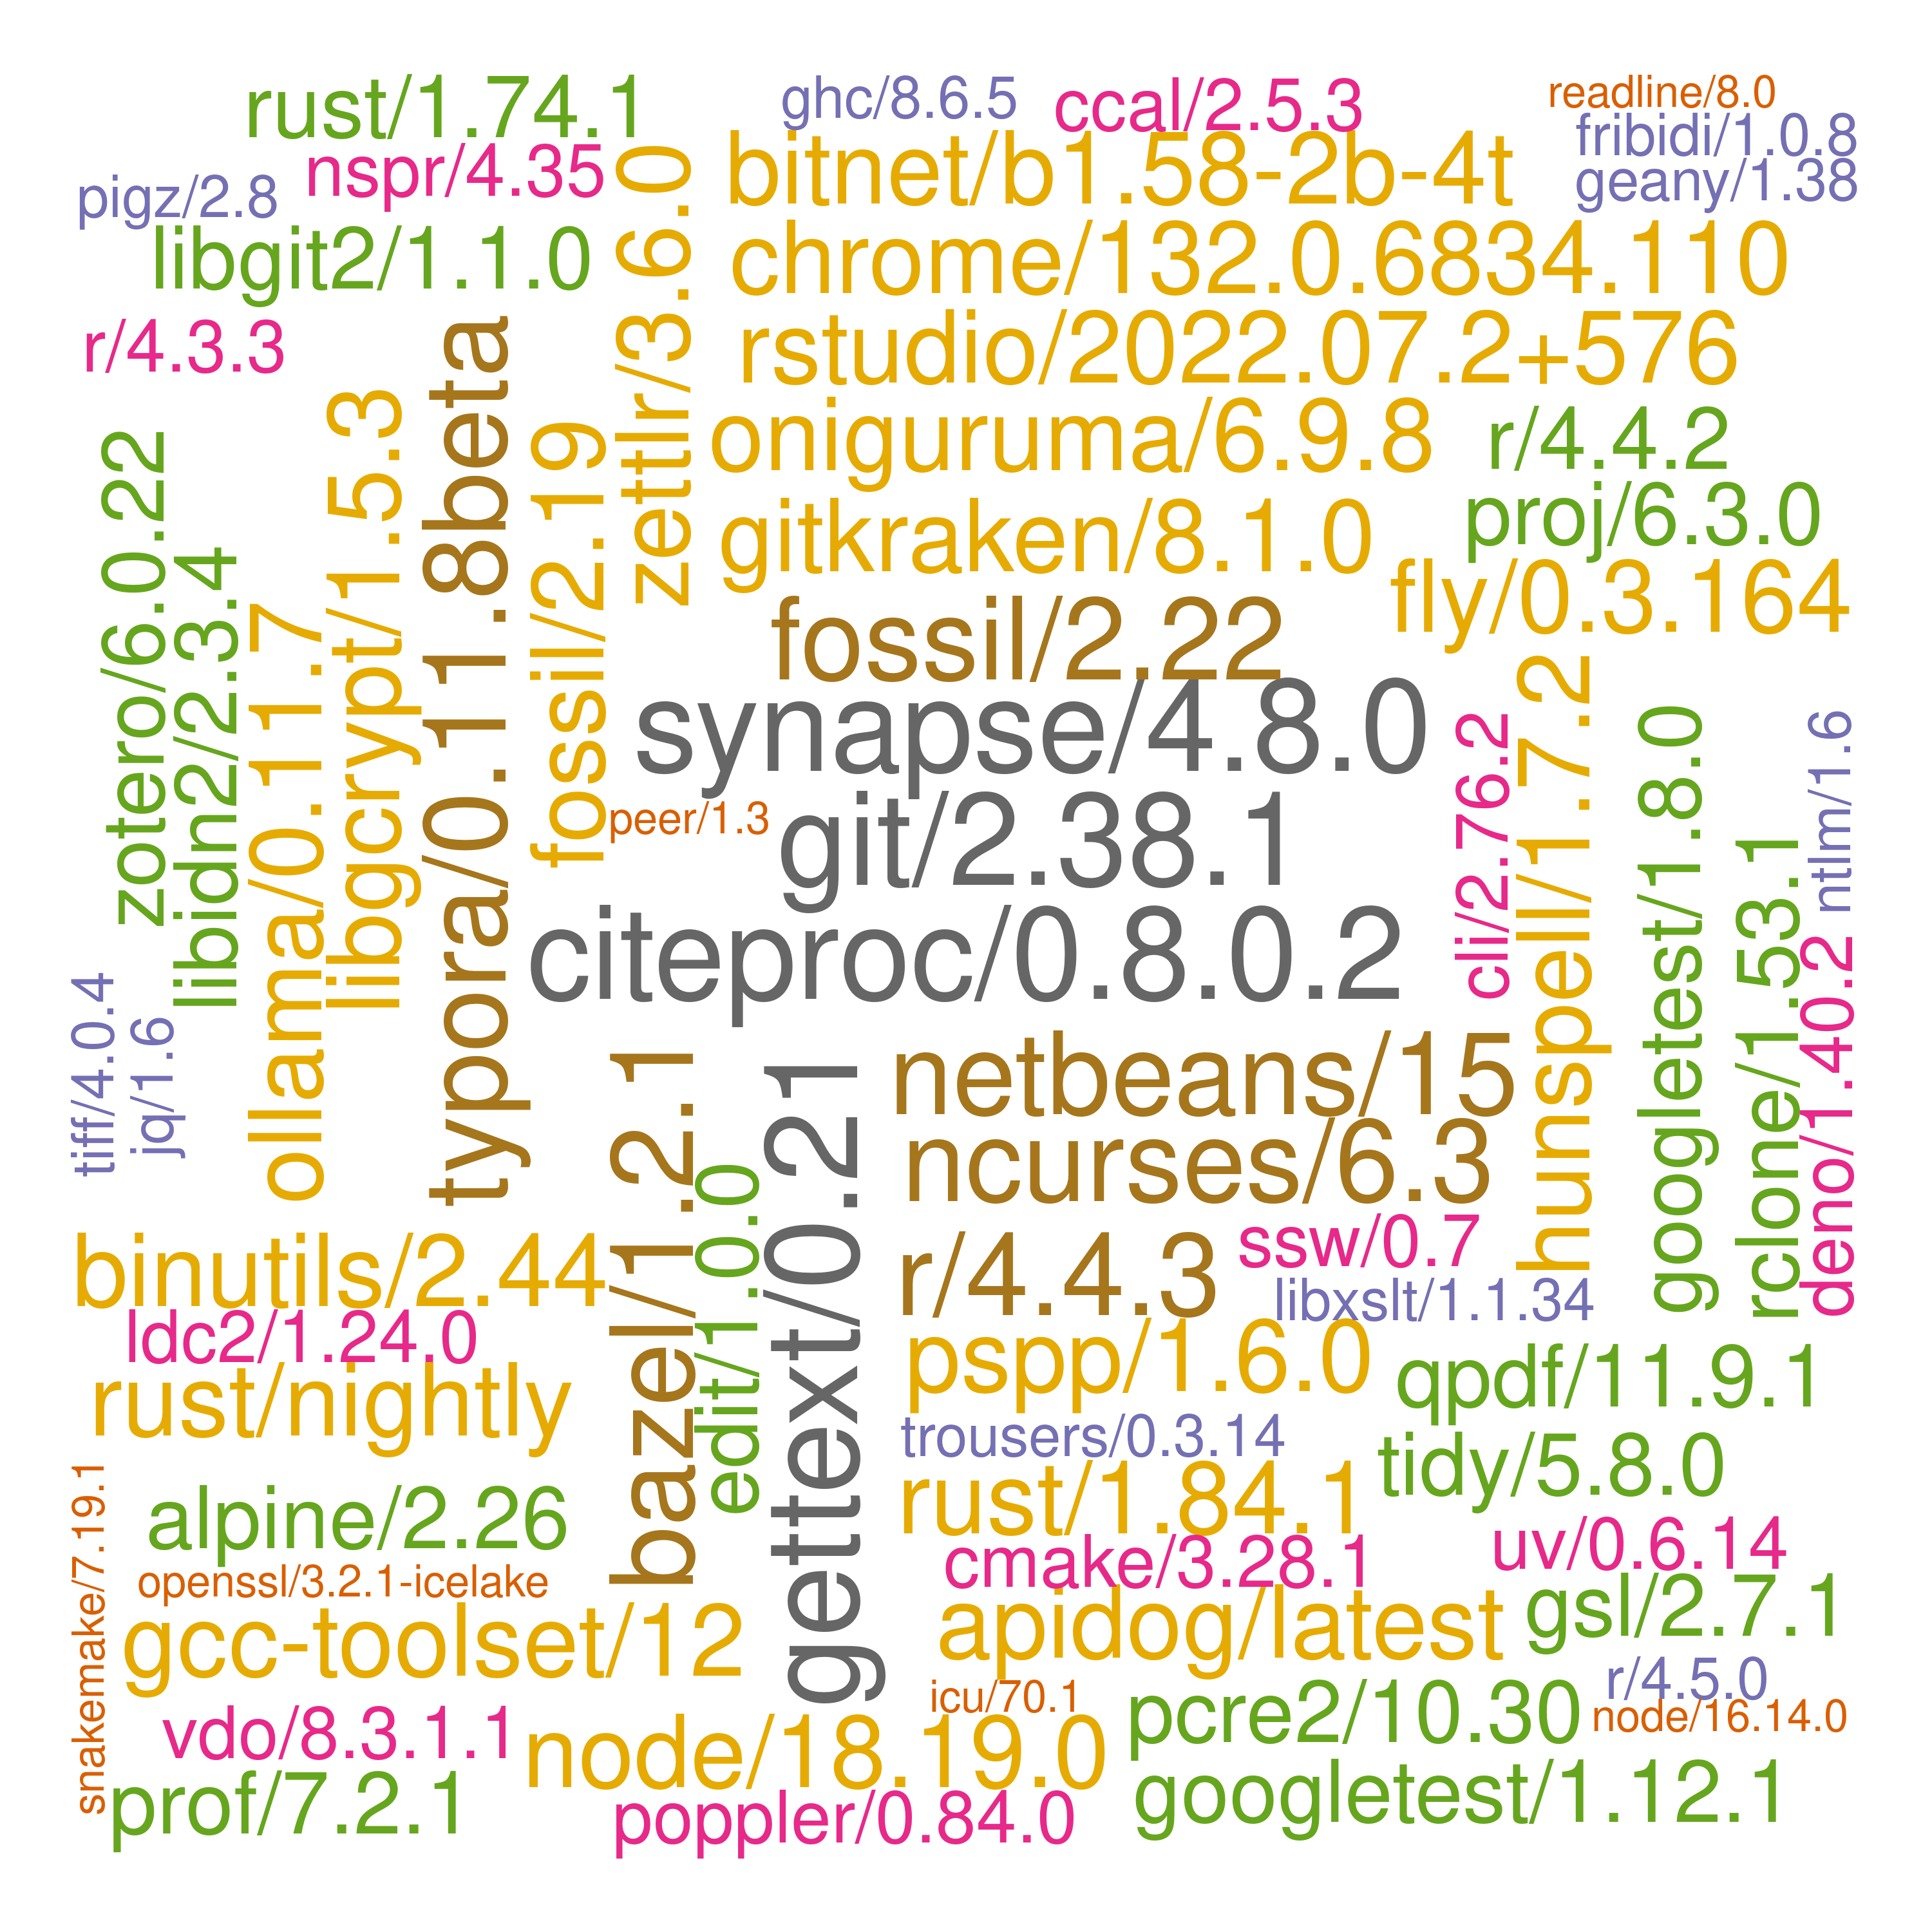 rust/1.74.1
ghc/8.6.5
ccal/2.5.3
readline/8.0
fribidi/1.0.8
nspr/4.35
bitnet/b1.58-2b-4t
geany/1.38
pigz/2.8
zettlr/3.6.0
libgit2/1.1.0
chrome/132.0.6834.110
r/4.3.3
typora/0.11.8beta
rstudio/2022.07.2+576
libgcrypt/1.5.3
fossil/2.19
oniguruma/6.9.8
r/4.4.2
zotero/6.0.22
libidn2/2.3.4
gitkraken/8.1.0
proj/6.3.0
ollama/0.11.7
fossil/2.22
fly/0.3.164
synapse/4.8.0
cli/2.76.2
hunspell/1.7.2
googletest/1.8.0
ntlm/1.6
peer/1.3
git/2.38.1
rclone/1.53.1
citeproc/0.8.0.2
deno/1.40.2
tiff/4.0.4
jq/1.6
bazel/1.2.1
gettext/0.21
netbeans/15
edit/1.0.0
ncurses/6.3
binutils/2.44
r/4.4.3
ssw/0.7
libxslt/1.1.34
ldc2/1.24.0
pspp/1.6.0
rust/nightly
qpdf/11.9.1
trousers/0.3.14
tidy/5.8.0
snakemake/7.19.1
alpine/2.26
rust/1.84.1
uv/0.6.14
openssl/3.2.1-icelake
cmake/3.28.1
gcc-toolset/12
apidog/latest
gsl/2.7.1
r/4.5.0
icu/70.1
vdo/8.3.1.1
node/18.19.0
pcre2/10.30
node/16.14.0
prof/7.2.1
poppler/0.84.0
googletest/1.12.1